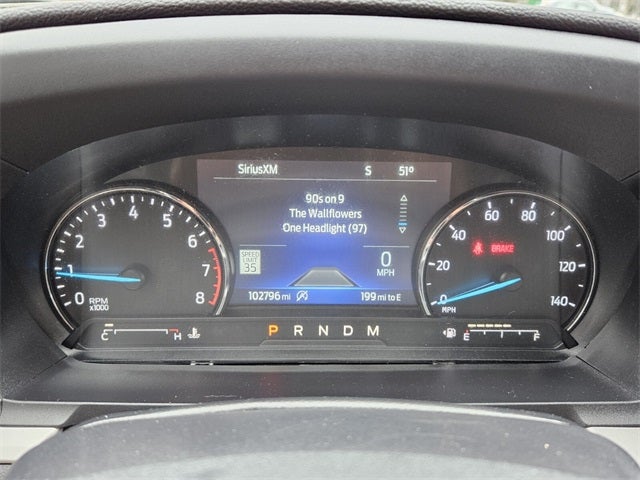 SiriusXM S 51°
90s on 9
The Wallflowers
One Headlight (97)
SPEED
LIMIT
35
0
MPH
102796 mi 199 mi to E
0 1 2 3 4 5 6 7 8
RPM
x1000
0 20 40 60 80 100 120 140
MPH
BRAKE
C H
P R N D M
E F